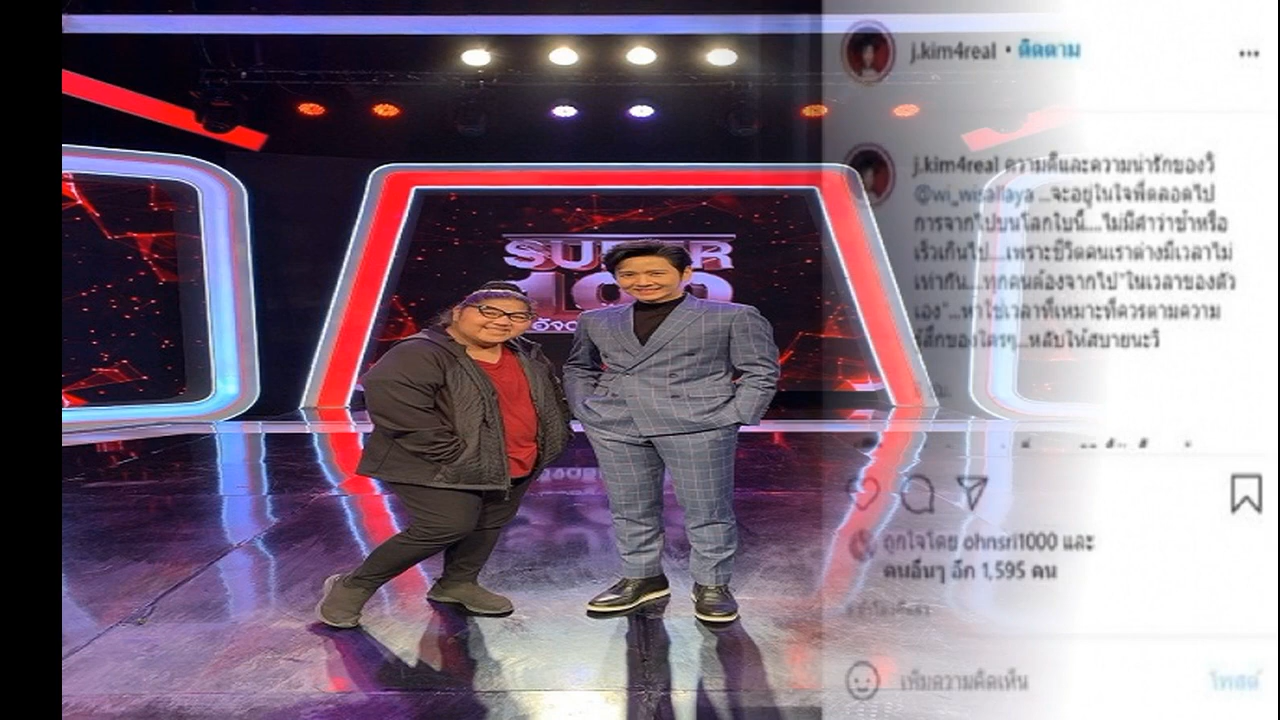 SUPER
100
อัจ
j.kim4real • ติดตาม
j.kim4real ความดีและความน่ารักของวิ
@wi_wisallaya ...จะอยู่ในใจพี่ตลอดไป
การจากไปบนโลกใบนี้....ไม่มีคำว่าช้าหรือ
เร็วเกินไป....เพราะชีวิตคนเราต่างมีเวลาไม่
เท่ากัน....ทุกคนต้องจากไป"ในเวลาของตัว
เอง"...หาใช่เวลาที่เหมาะที่ควรตามความ
รู้สึกของใครๆ...หลับให้สบายนะวิ
ถูกใจโดย ohnsri1000 และ
คนอื่นๆ อีก 1,595 คน
เพิ่มความคิดเห็น
โพสต์